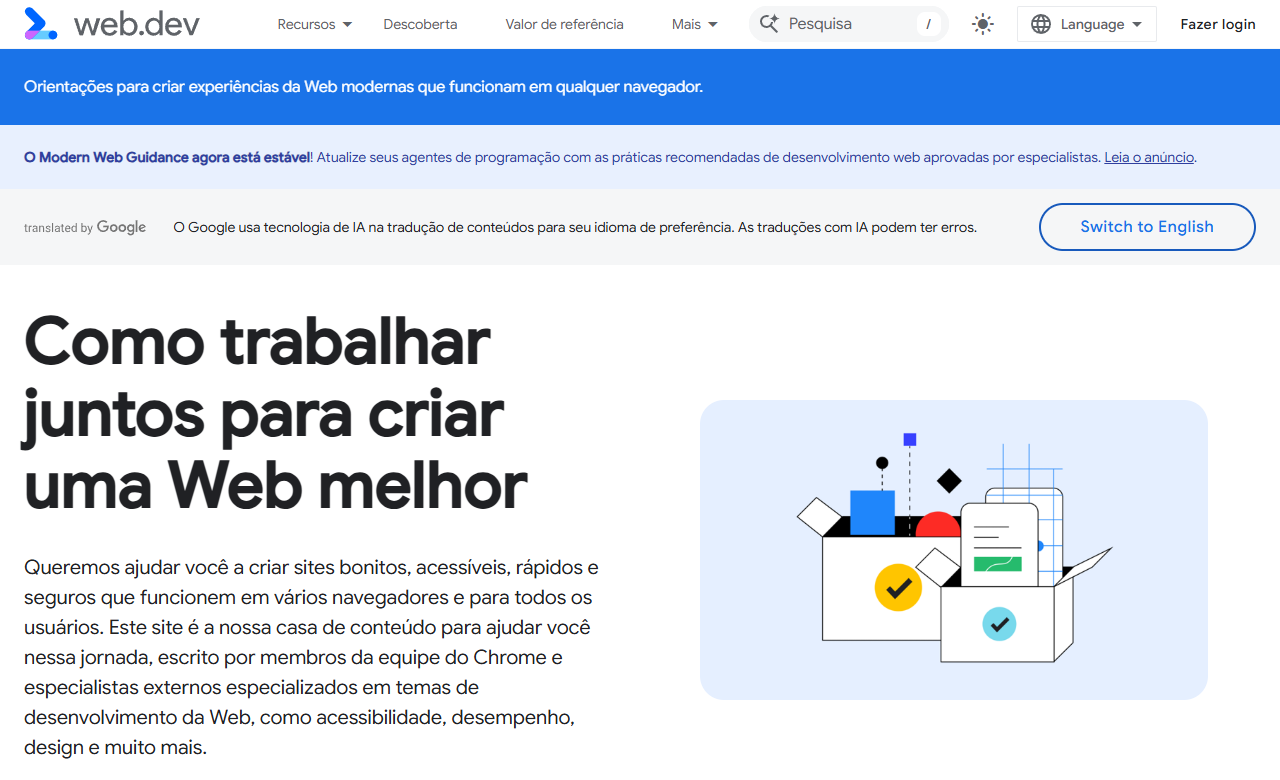 web.dev
Recursos
Descoberta
Valor de referência
Mais
Pesquisa
/
Language
Fazer login
Orientações para criar experiências da Web modernas que funcionam em qualquer navegador.
O Modern Web Guidance agora está estável! Atualize seus agentes de programação com as práticas recomendadas de desenvolvimento web aprovadas por especialistas. Leia o anúncio.
translated by Google
O Google usa tecnologia de IA na tradução de conteúdos para seu idioma de preferência. As traduções com IA podem ter erros.
Switch to English
Como trabalhar
juntos para criar
uma Web melhor
Queremos ajudar você a criar sites bonitos, acessíveis, rápidos e
seguros que funcionem em vários navegadores e para todos os
usuários. Este site é a nossa casa de conteúdo para ajudar você
nessa jornada, escrito por membros da equipe do Chrome e
especialistas externos especializados em temas de
desenvolvimento da Web, como acessibilidade, desempenho,
design e muito mais.